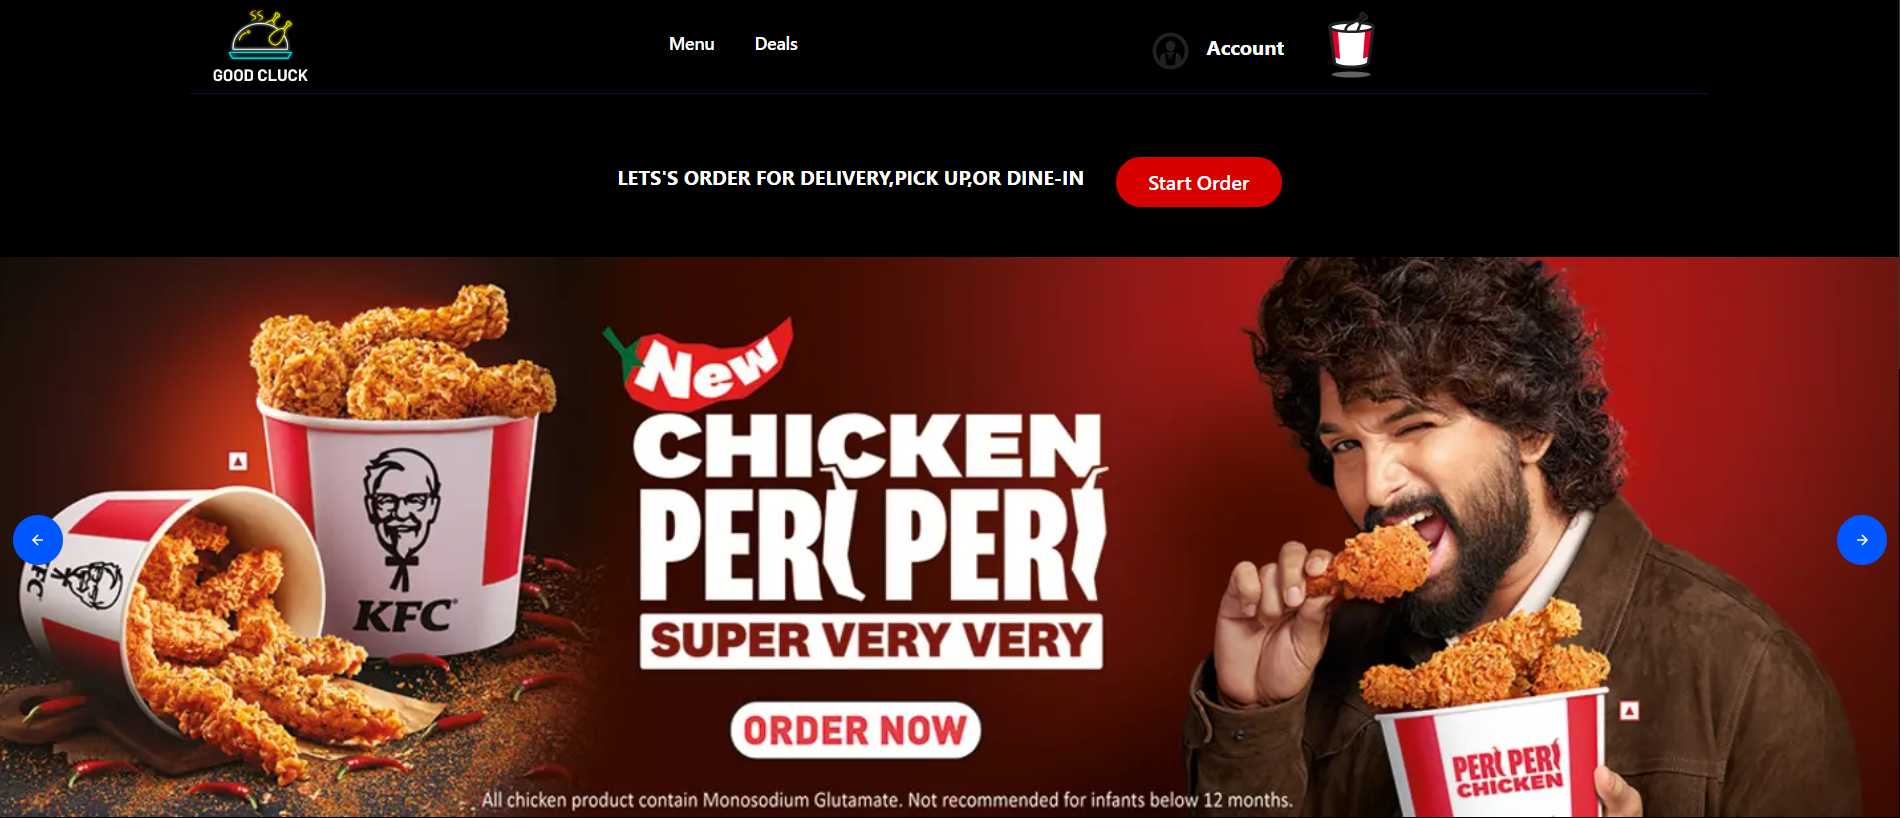 GOOD CLUCK
Menu
Deals
Account
LETS'S ORDER FOR DELIVERY,PICK UP,OR DINE-IN
Start Order
New
CHICKEN
PERi PERi
SUPER VERY VERY
ORDER NOW
KFC
KFC
PERi PERi
CHICKEN
All chicken product contain Monosodium Glutamate. Not recommended for infants below 12 months.